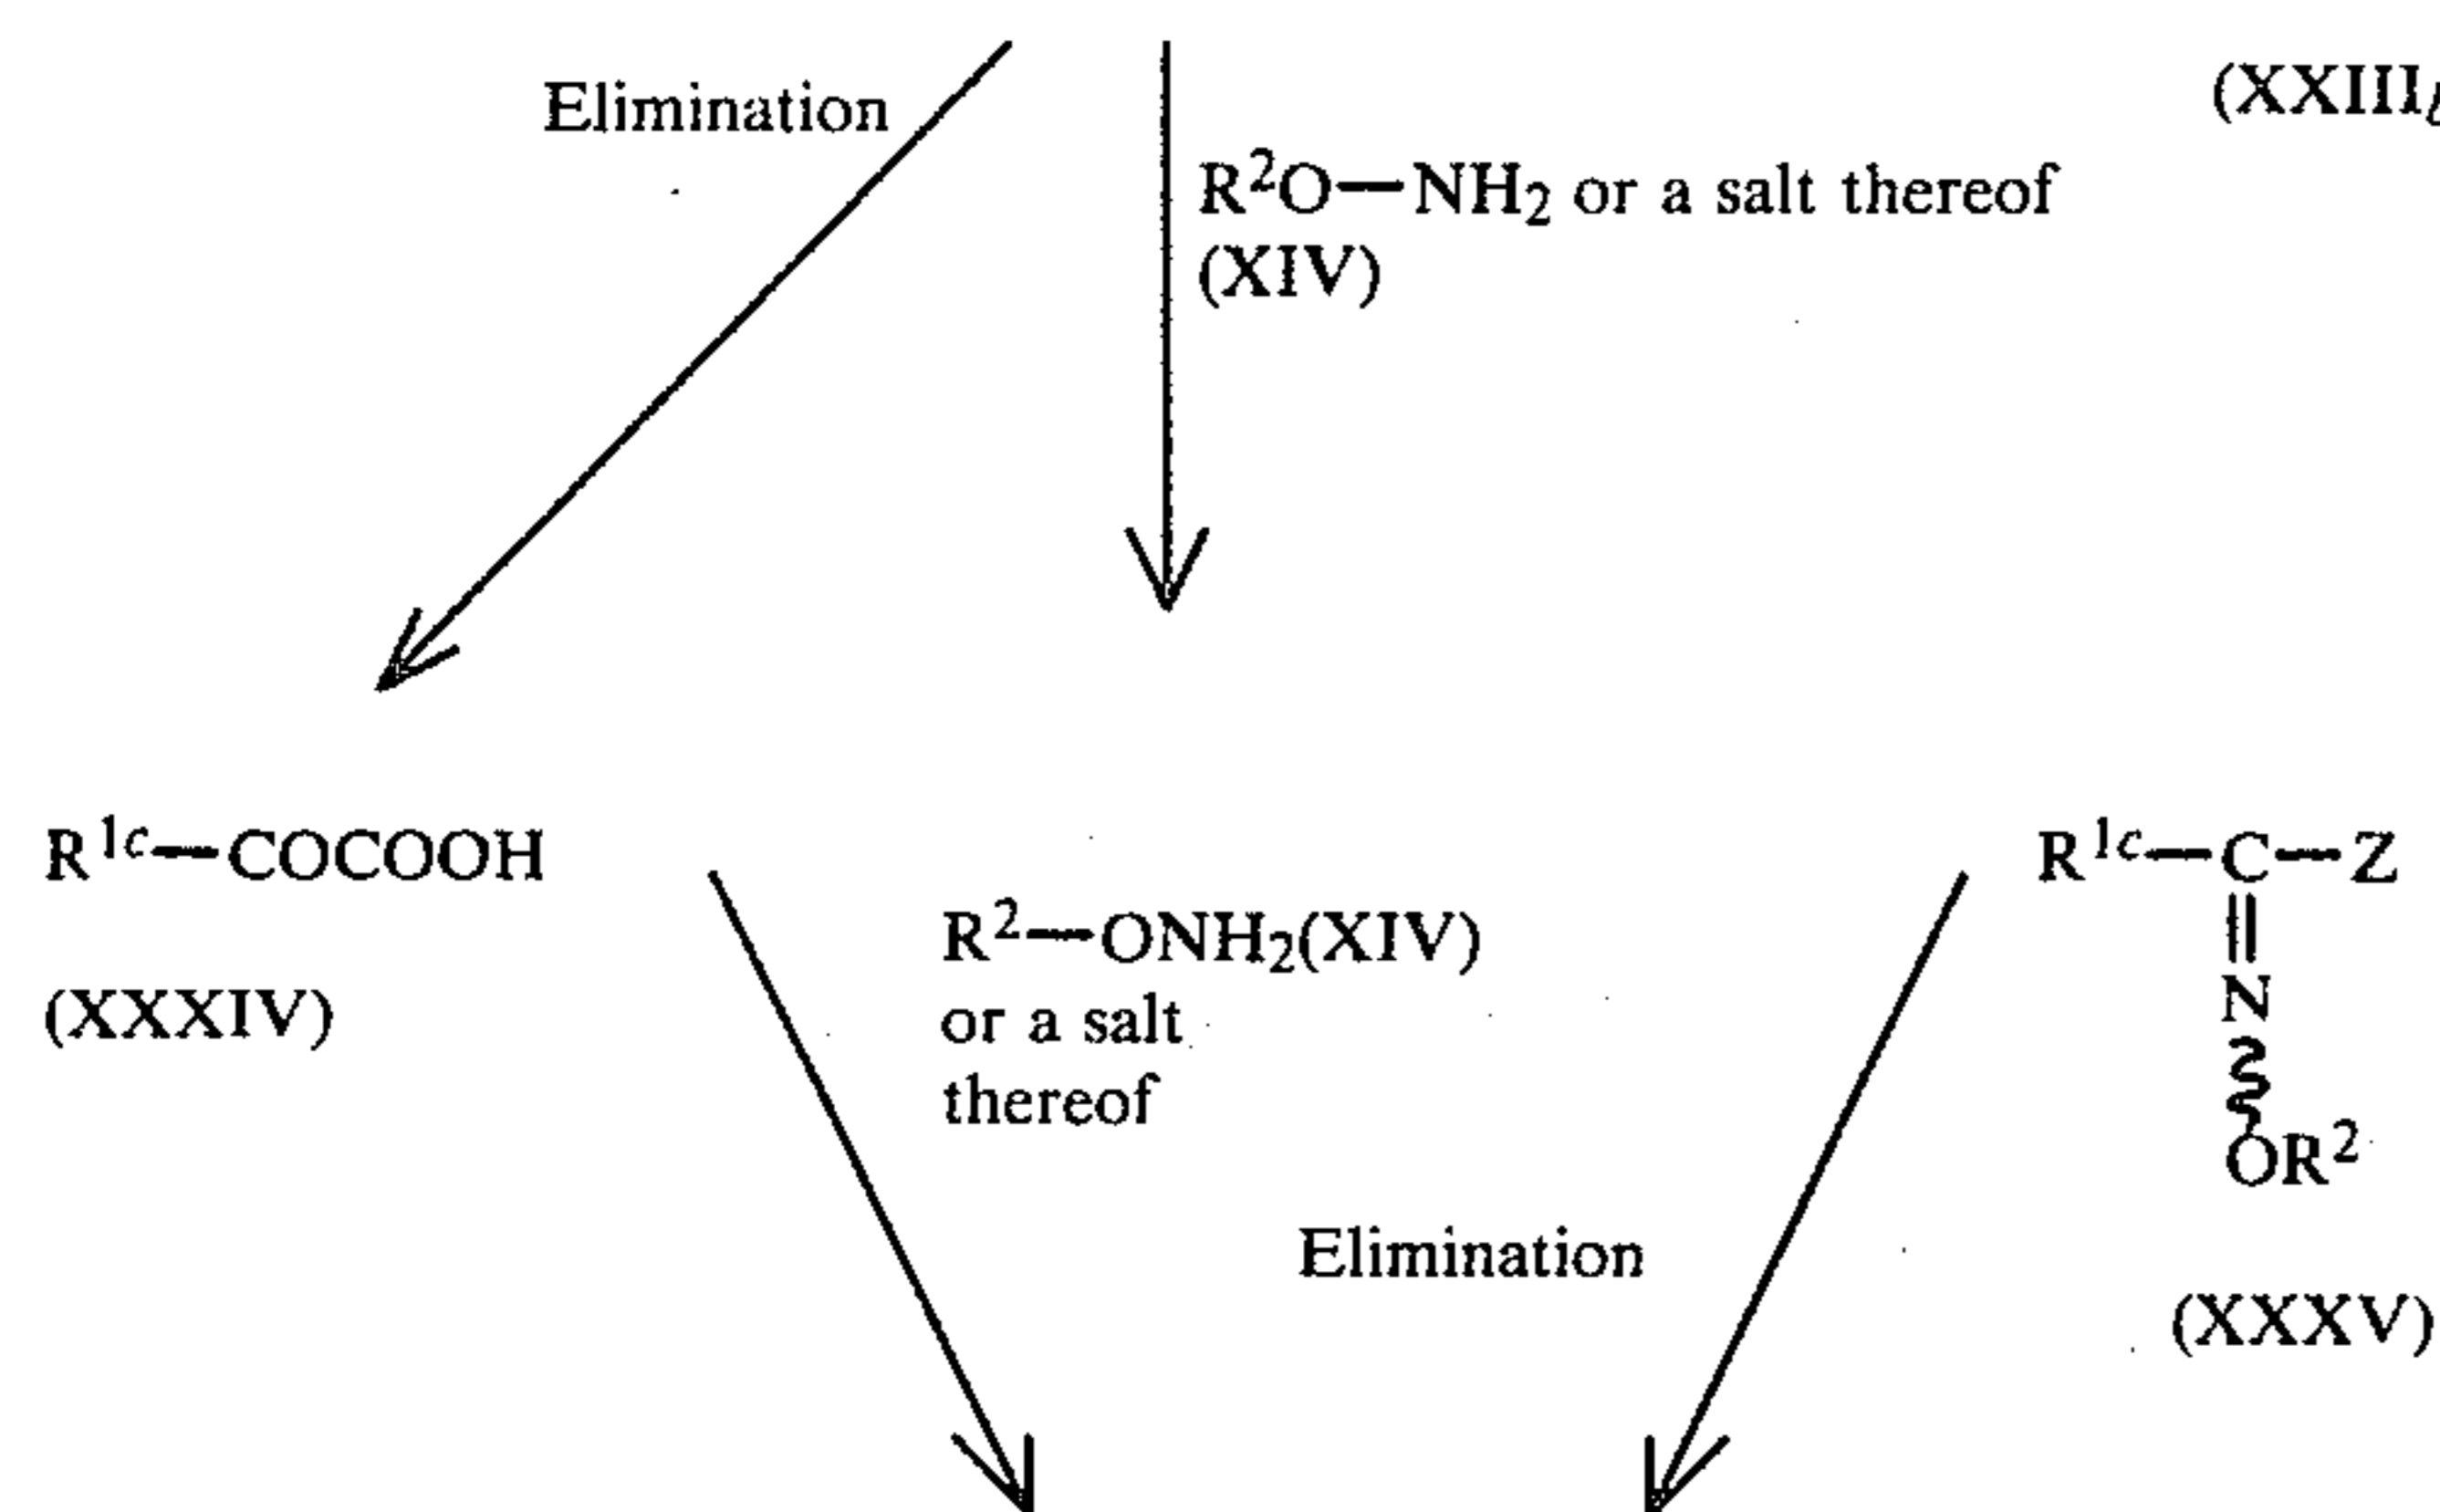 Elimination
(XXIII
R²O—NH₂ or a salt thereof
(XIV)
R¹ᶜ—COCOOH
(XXXIV)
R²—ONH₂(XIV)
or a salt
thereof
R¹ᶜ—C—Z
N
OR²
Elimination
(XXXV)